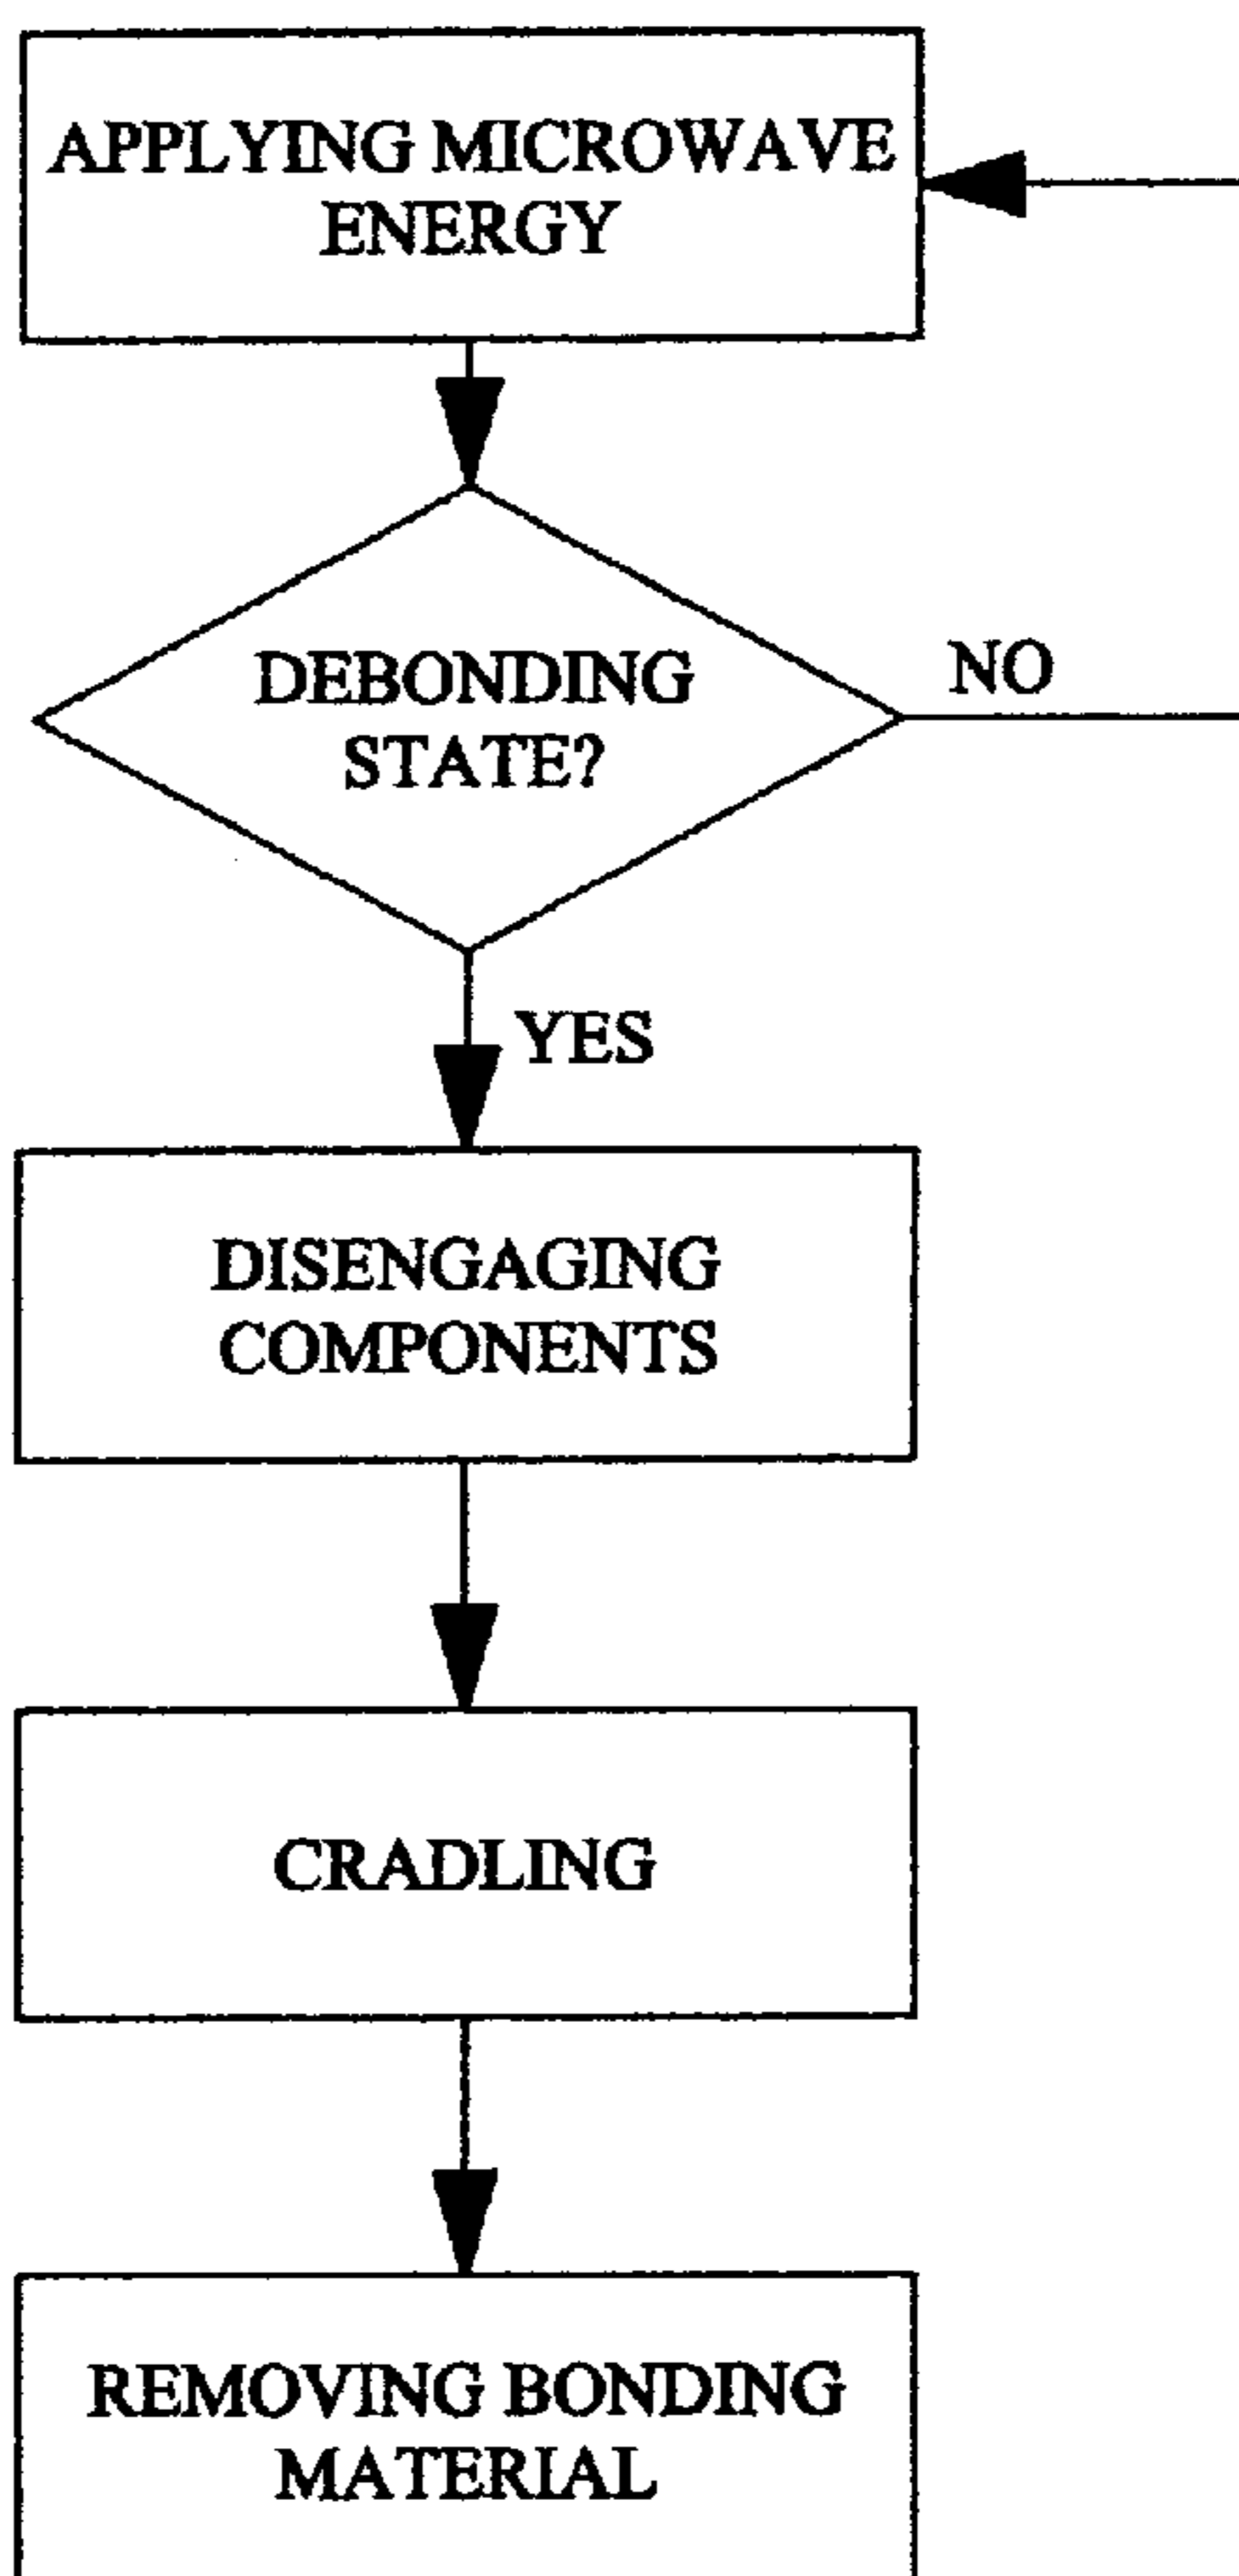 APPLYING MICROWAVE
ENERGY
DEBONDING
STATE?
NO
YES
DISENGAGING
COMPONENTS
CRADLING
REMOVING BONDING
MATERIAL